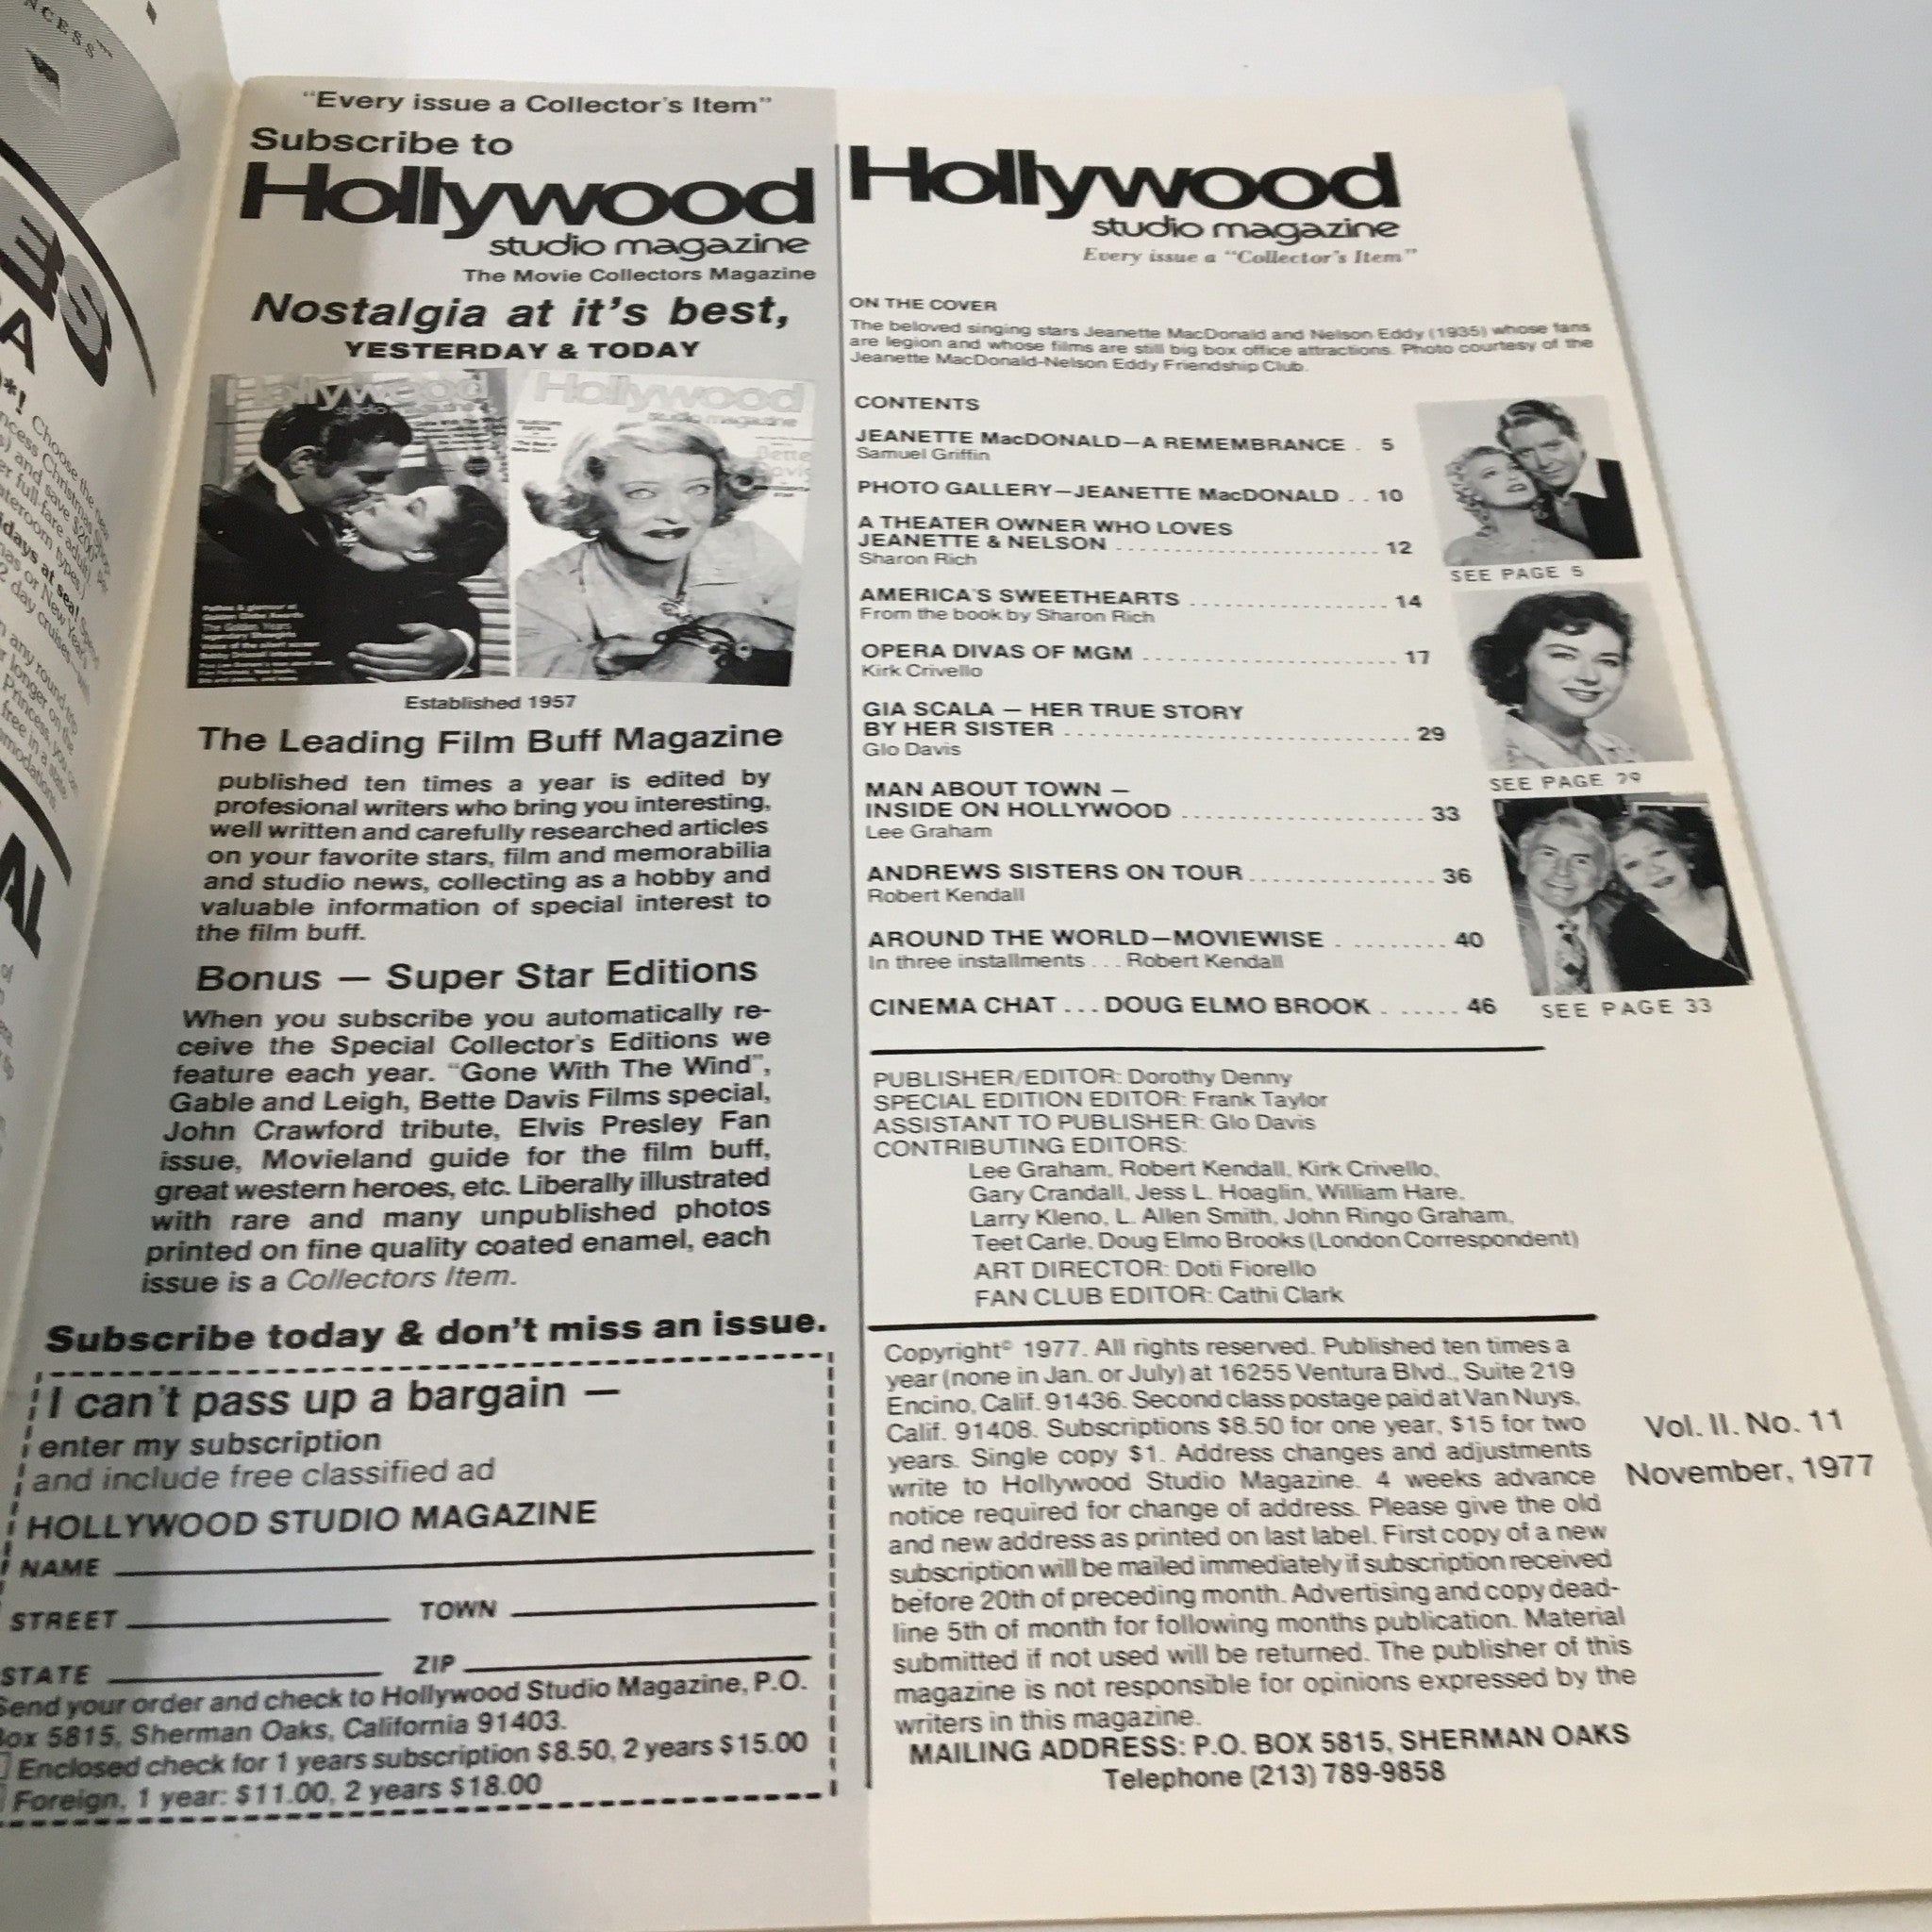 "Every issue a Collector's Item"
Subscribe to
Hollywood
studio magazine
The Movie Collectors Magazine
Nostalgia at it's best,
YESTERDAY & TODAY
Hollywood
studio
Hollywood
studio magazine
Bette
Davis
Established 1957
The Leading Film Buff Magazine
published ten times a year is edited by
profesional writers who bring you interesting,
well written and carefully researched articles
on your favorite stars, film and memorabilia
and studio news, collecting as a hobby and
valuable information of special interest to
the film buff.
Bonus — Super Star Editions
When you subscribe you automatically re-
ceive the Special Collector's Editions we
feature each year. "Gone With The Wind",
Gable and Leigh, Bette Davis Films special,
John Crawford tribute, Elvis Presley Fan
issue, Movieland guide for the film buff,
great western heroes, etc. Liberally illustrated
with rare and many unpublished photos
printed on fine quality coated enamel, each
issue is a Collectors Item.
Subscribe today & don't miss an issue.
I can't pass up a bargain —
enter my subscription
and include free classified ad
HOLLYWOOD STUDIO MAGAZINE
NAME
STREET TOWN
STATE ZIP
Send your order and check to Hollywood Studio Magazine, P.O.
Box 5815, Sherman Oaks, California 91403.
Enclosed check for 1 years subscription $8.50, 2 years $15.00
Foreign, 1 year: $11.00, 2 years $18.00
Hollywood
studio magazine
Every issue a "Collector's Item"
ON THE COVER
The beloved singing stars Jeanette MacDonald and Nelson Eddy (1935) whose fans
are legion and whose films are still big box office attractions. Photo courtesy of the
Jeanette MacDonald-Nelson Eddy Friendship Club.
CONTENTS
JEANETTE MacDONALD—A REMEMBRANCE . 5
Samuel Griffin
PHOTO GALLERY—JEANETTE MacDONALD . . 10
A THEATER OWNER WHO LOVES
JEANETTE & NELSON ........................ 12
Sharon Rich
AMERICA'S SWEETHEARTS ................. 14
From the book by Sharon Rich
OPERA DIVAS OF MGM ..................... 17
Kirk Crivello
GIA SCALA — HER TRUE STORY
BY HER SISTER .............................. 29
Glo Davis
MAN ABOUT TOWN —
INSIDE ON HOLLYWOOD ..................... 33
Lee Graham
ANDREWS SISTERS ON TOUR ................ 36
Robert Kendall
AROUND THE WORLD—MOVIEWISE . ........ 40
In three installments . . . Robert Kendall
CINEMA CHAT . . . DOUG ELMO BROOK . ...... 46
SEE PAGE 5
SEE PAGE 29
SEE PAGE 33
PUBLISHER/EDITOR: Dorothy Denny
SPECIAL EDITION EDITOR: Frank Taylor
ASSISTANT TO PUBLISHER: Glo Davis
CONTRIBUTING EDITORS:
Lee Graham, Robert Kendall, Kirk Crivello,
Gary Crandall, Jess L. Hoaglin, William Hare,
Larry Kleno, L. Allen Smith, John Ringo Graham,
Teet Carle, Doug Elmo Brooks (London Correspondent)
ART DIRECTOR: Doti Fiorello
FAN CLUB EDITOR: Cathi Clark
Copyright© 1977. All rights reserved. Published ten times a
year (none in Jan. or July) at 16255 Ventura Blvd., Suite 219
Encino, Calif. 91436. Second class postage paid at Van Nuys,
Calif. 91408. Subscriptions $8.50 for one year, $15 for two
years. Single copy $1. Address changes and adjustments
write to Hollywood Studio Magazine. 4 weeks advance
notice required for change of address. Please give the old
and new address as printed on last label. First copy of a new
subscription will be mailed immediately if subscription received
before 20th of preceding month. Advertising and copy dead-
line 5th of month for following months publication. Material
submitted if not used will be returned. The publisher of this
magazine is not responsible for opinions expressed by the
writers in this magazine.
MAILING ADDRESS: P.O. BOX 5815, SHERMAN OAKS
Telephone (213) 789-9858
Vol. II. No. 11
November, 1977